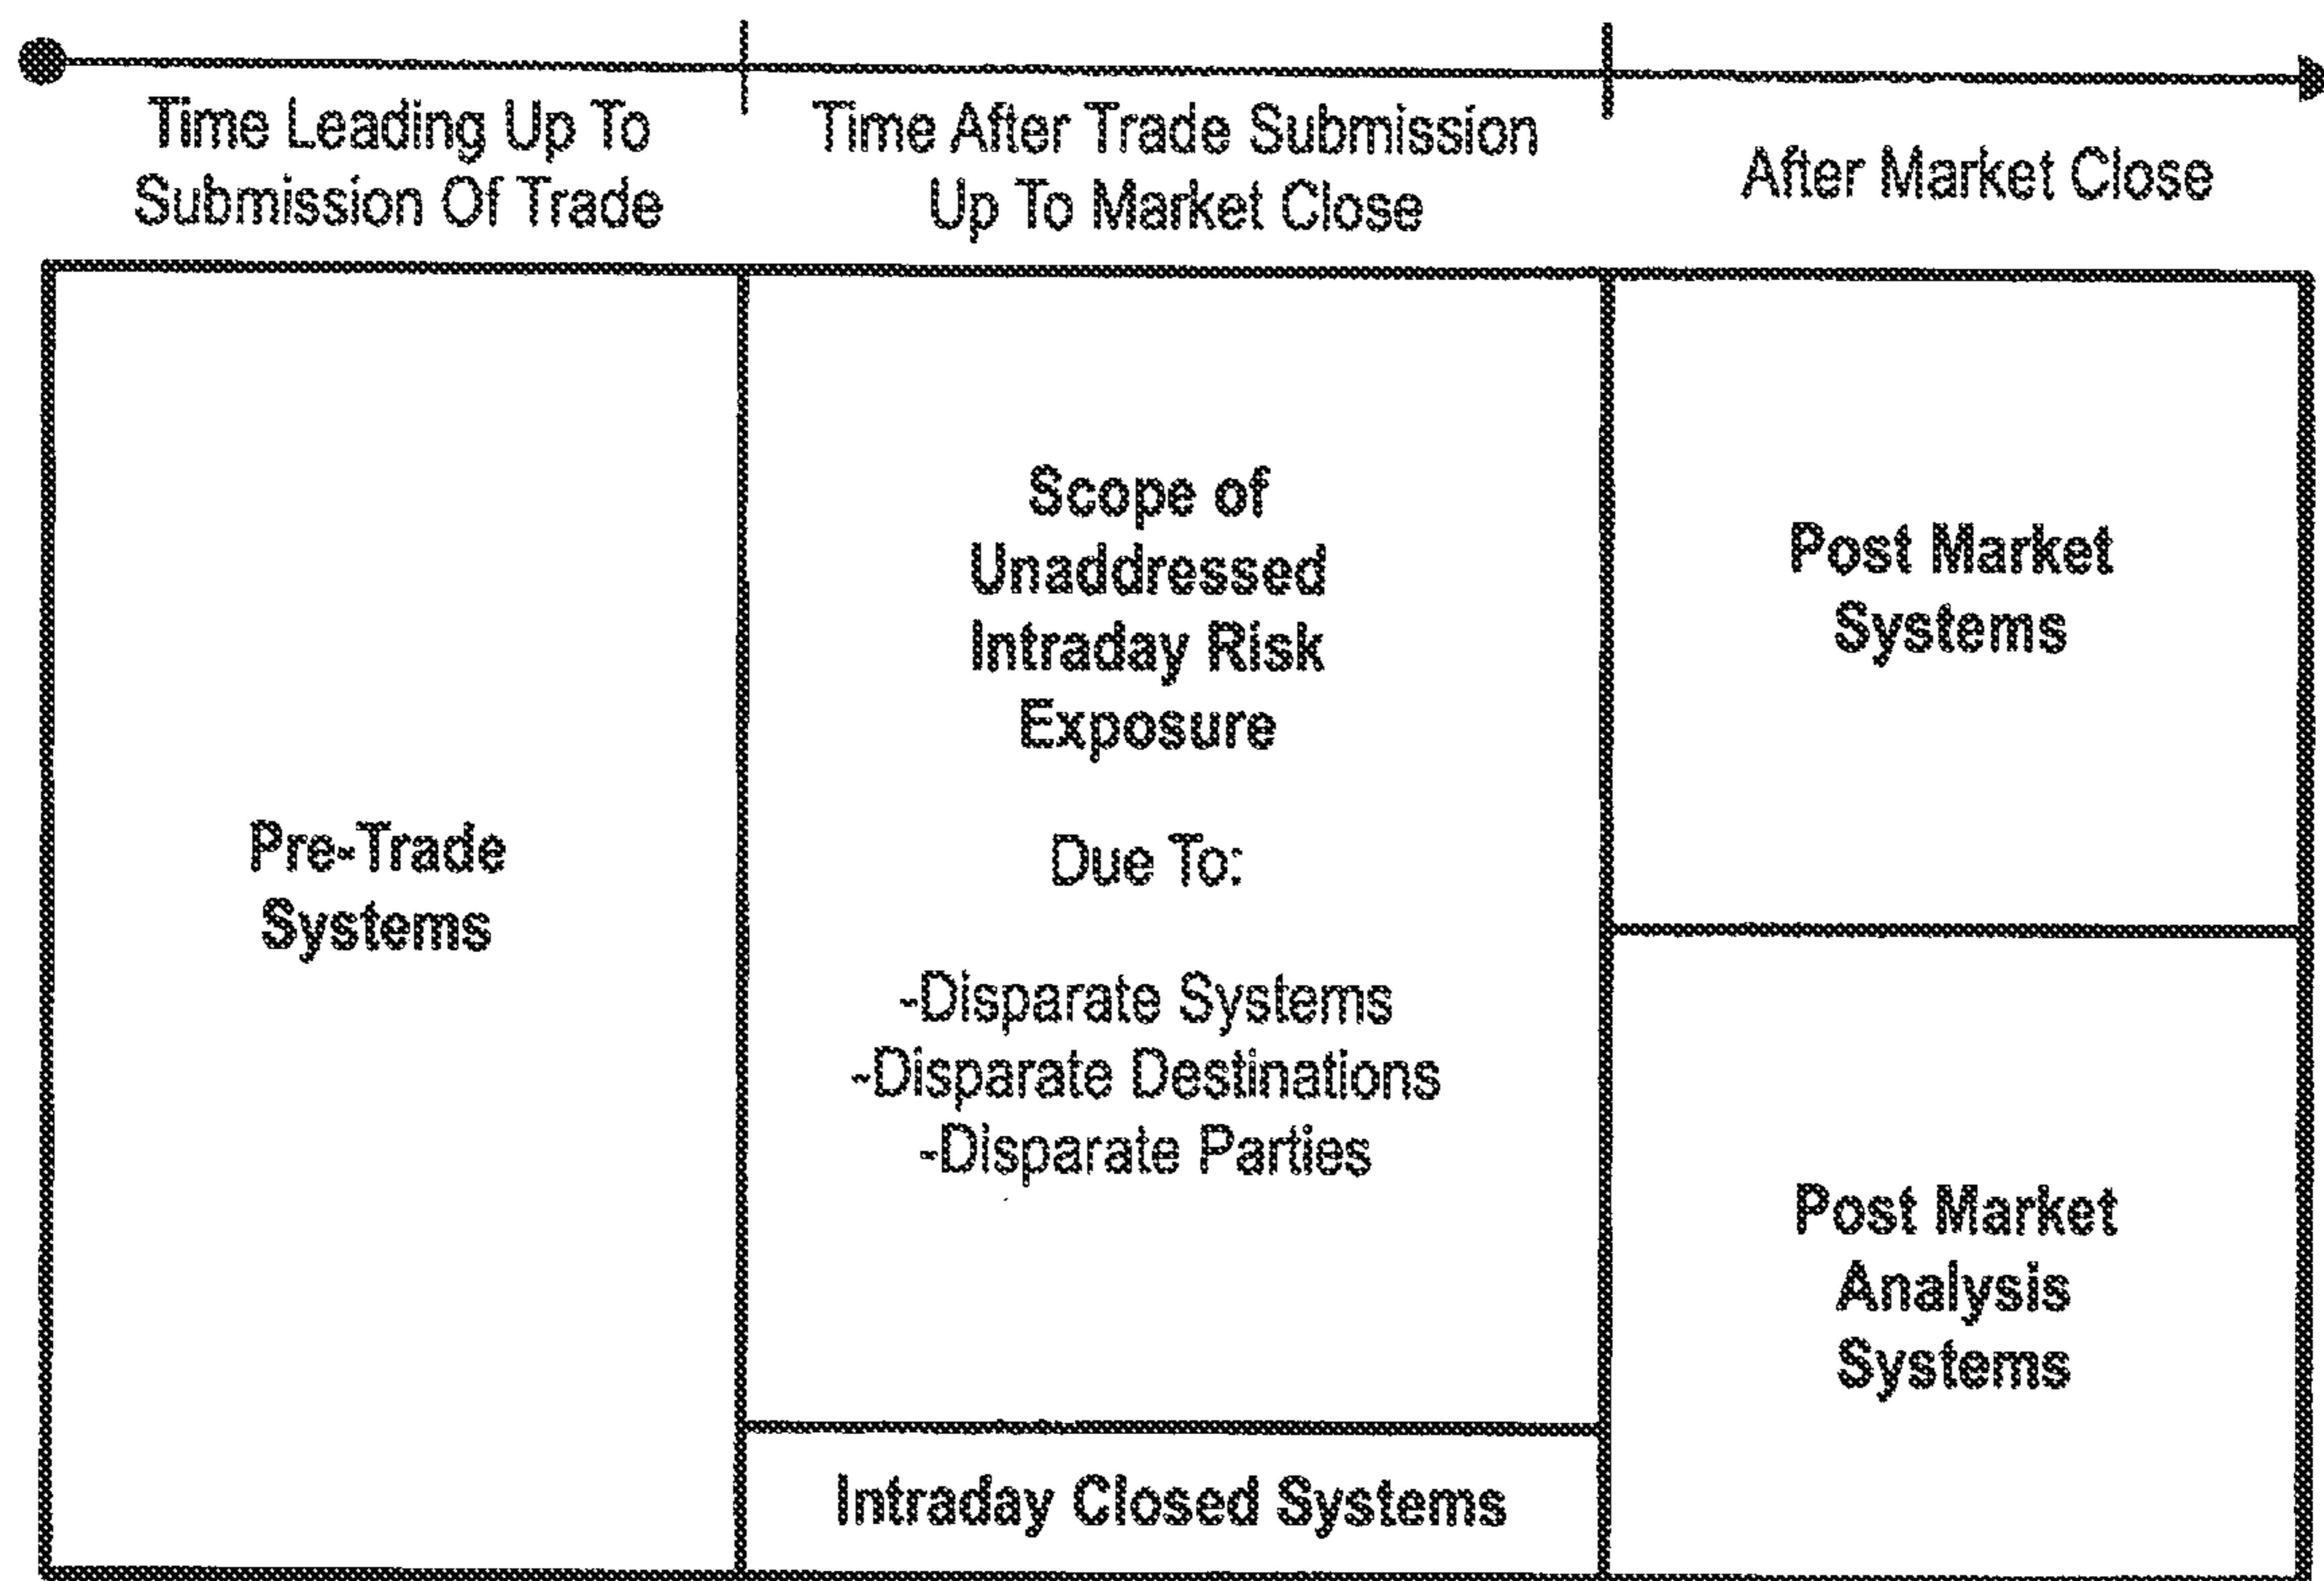 Time Leading Up To
Submission Of Trade
Time After Trade Submission
Up To Market Close
After Market Close
Pre-Trade
Systems
Scope of
Unaddressed
Intraday Risk
Exposure
Due To:
-Disparate Systems
-Disparate Destinations
-Disparate Parties
Intraday Closed Systems
Post Market
Systems
Post Market
Analysis
Systems